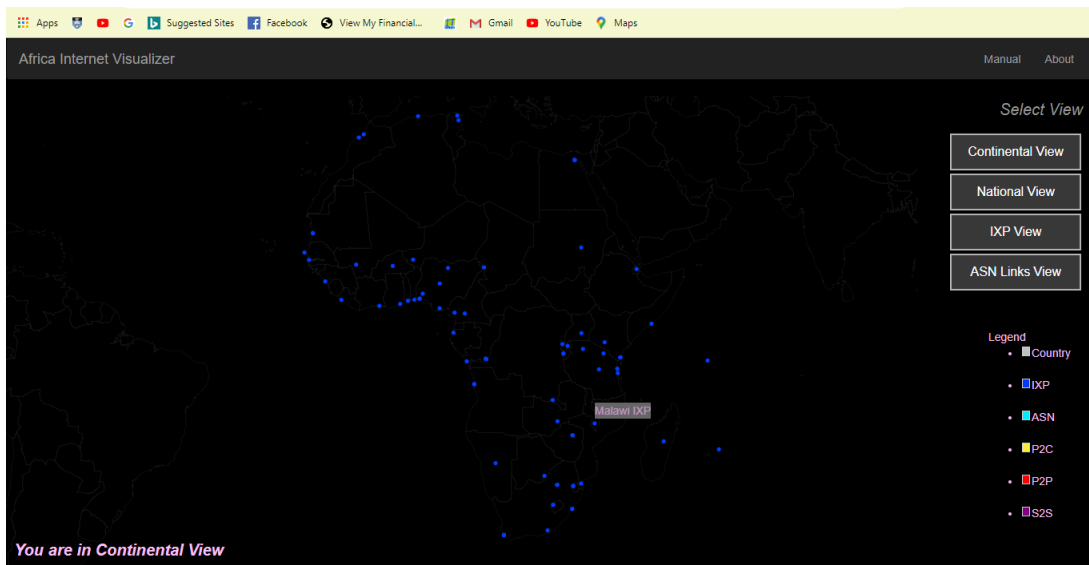 Apps G Suggested Sites Facebook View My Financial... Gmail YouTube Maps
Africa Internet Visualizer Manual About
Select View
Continental View
National View
IXP View
ASN Links View
Legend
Country
IXP
ASN
P2C
P2P
S2S
Malawi IXP
You are in Continental View